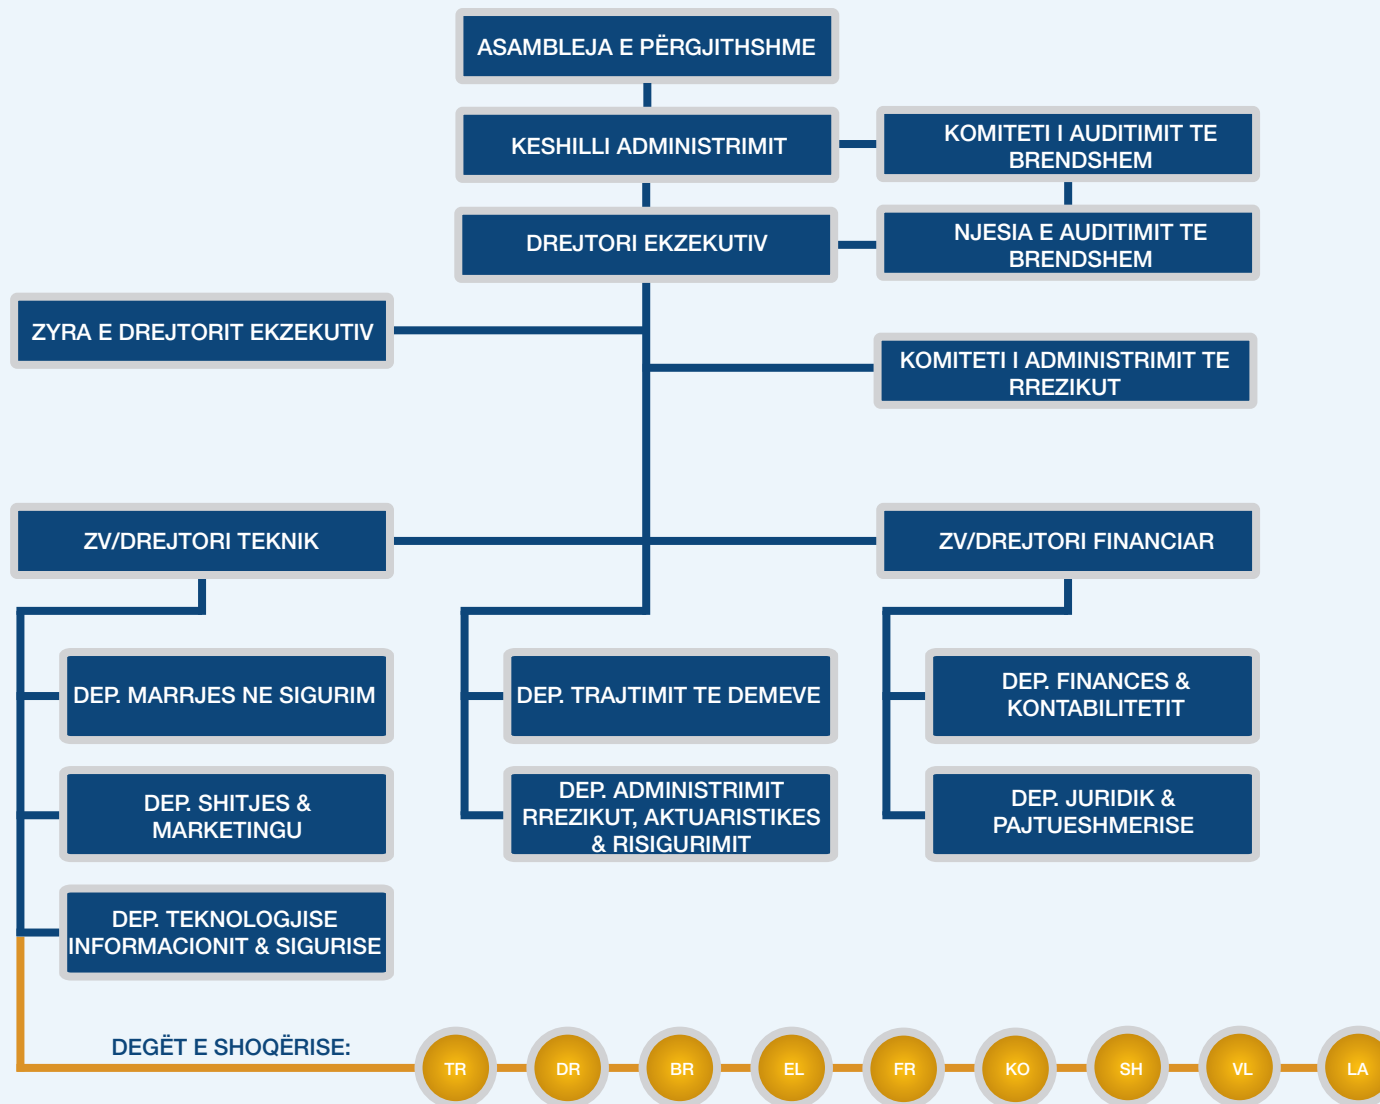 ASAMBLEJA E PËRGJITHSHME
KESHILLI ADMINISTRIMIT
KOMITETI I AUDITIMIT TE
BRENDSHEM
DREJTORI EKZEKUTIV
NJESIA E AUDITIMIT TE
BRENDSHEM
ZYRA E DREJTORIT EKZEKUTIV
KOMITETI I ADMINISTRIMIT TE
RREZIKUT
ZV/DREJTORI TEKNIK
ZV/DREJTORI FINANCIAR
DEP. MARRJES NE SIGURIM
DEP. TRAJTIMIT TE DEMEVE
DEP. FINANCES &
KONTABILITETIT
DEP. SHITJES &
MARKETINGU
DEP. ADMINISTRIMIT
RREZIKUT, AKTUARISTIKES
& RISIGURIMIT
DEP. JURIDIK &
PAJTUESHMERISE
DEP. TEKNOLOGJISE
INFORMACIONIT & SIGURISE
DEGËT E SHOQËRISE:
TR
DR
BR
EL
FR
KO
SH
VL
LA